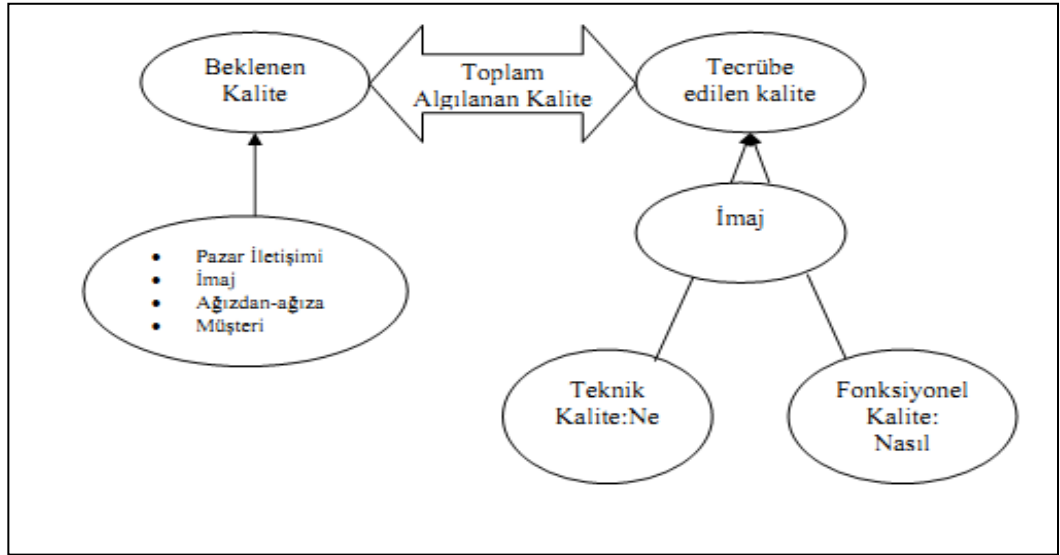 Beklenen
Kalite
Toplam
Algılanan Kalite
Tecrübe
edilen kalite
• Pazar İletişimi
• İmaj
• Ağızdan-ağıza
• Müşteri
İmaj
Teknik
Kalite:Ne
Fonksiyonel
Kalite:
Nasıl